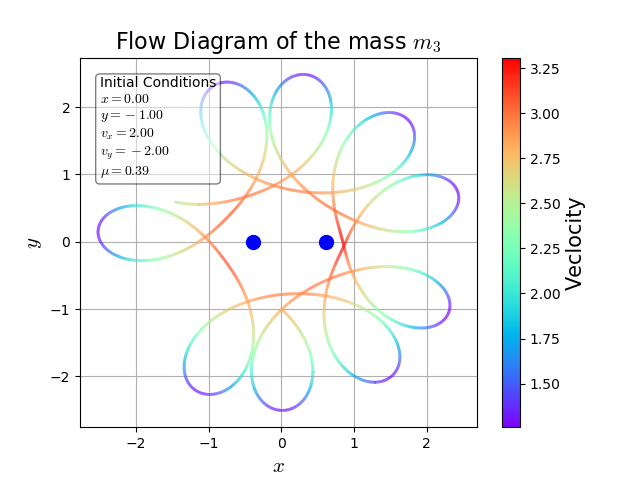 Flow Diagram of the mass m₃
Initial Conditions
x = 0.00
y = −1.00
vₓ = 2.00
v_y = −2.00
μ = 0.39
2
1
0
−1
−2
y
−2
−1
0
1
2
x
3.25
3.00
2.75
2.50
2.25
2.00
1.75
1.50
Veclocity